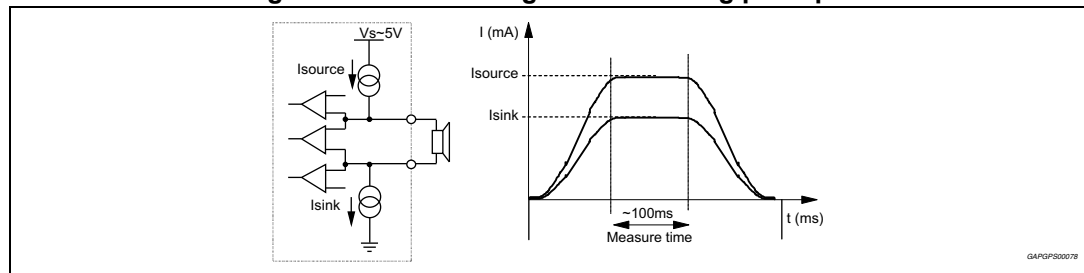 Vs~5V
Isource
Isink
I (mA)
Isource
Isink
~100ms
Measure time
t (ms)
GAPGPS00078